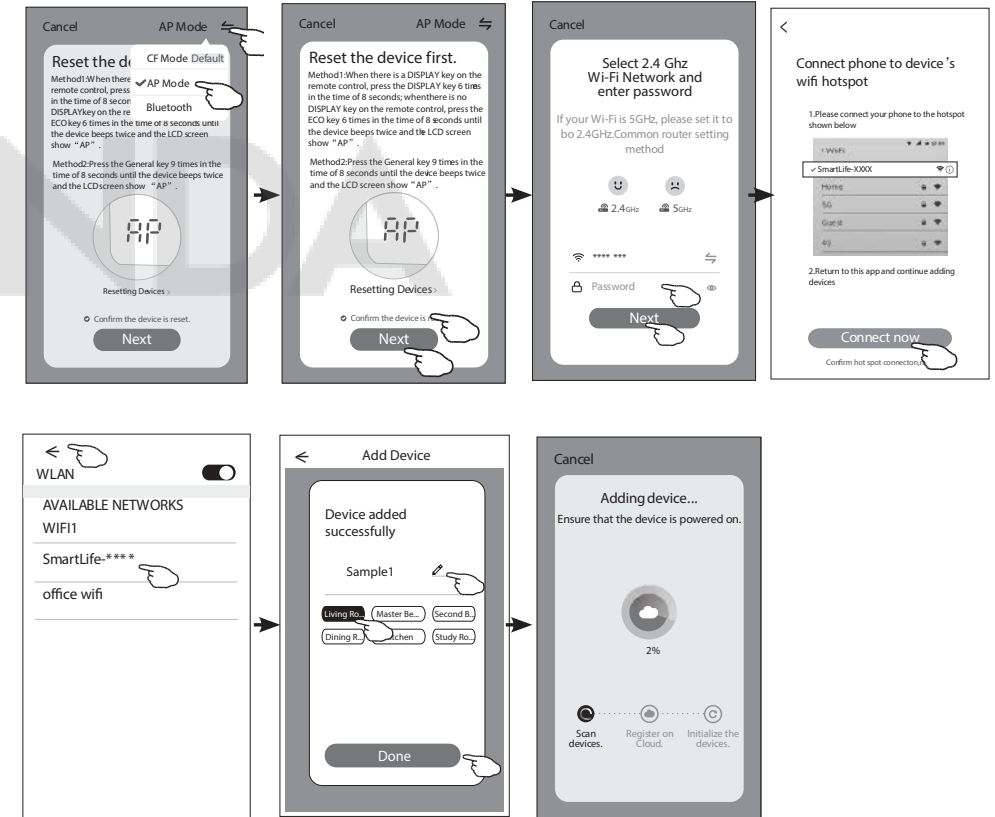 Cancel AP Mode
CF Mode Default
AP Mode
Bluetooth
Reset the de
Method1:When there
remote control, press
in the time of 8 secon
DISPLAYkey on the re
ECO key 6 times in the time of 8 seconds until
the device beeps twice and the LCD screen
show “AP” .
Method2:Press the General key 9 times in the
time of 8 seconds until the device beeps twice
and the LCD screen show “AP” .
AP
Resetting Devices >
Confirm the device is reset.
Next
Cancel AP Mode
Reset the device first.
Method1:When there is a DISPLAY key on the
remote control, press the DISPLAY key 6 times
in the time of 8 seconds; whenthere is no
DISPLAY key on the remote control, press the
ECO key 6 times in the time of 8 seconds until
the device beeps twice and the LCD screen
show “AP” .
Method2:Press the General key 9 times in the
time of 8 seconds until the device beeps twice
and the LCD screen show “AP” .
AP
Resetting Devices >
Confirm the device is r
Next
Cancel
Select 2.4 Ghz
Wi-Fi Network and
enter password
If your Wi-Fi is 5GHz, please set it to
bo 2.4GHz.Common router setting
method
2.4GHz 5GHz
**** ***
Password
Next
<
Connect phone to device’s
wifi hotspot
1.Please connect your phone to the hotspot
shown below
SmartLife-XXXX
Home
5G
Guest
4G
2.Return to this app and continue adding
devices
Connect now
Confirm hot spot connecton,
WLAN
AVAILABLE NETWORKS
WIFI1
SmartLife-****
office wifi
Add Device
Device added
successfully
Sample1
Living Ro... Master Be... Second B...
Dining R... tchen Study Ro...
Done
Cancel
Adding device...
Ensure that the device is powered on.
2%
Scan
devices.
Register on
Cloud.
Initialize the
devices.
NDA